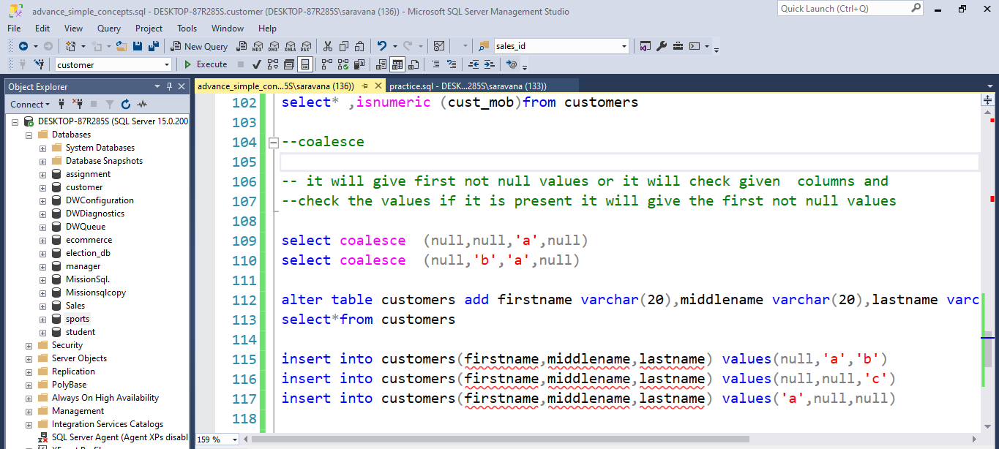 advance_simple_concepts.sql - DESKTOP-87R285S.customer (DESKTOP-87R285S\saravana (136)) - Microsoft SQL Server Management Studio
Quick Launch (Ctrl+Q)
File Edit View Query Project Tools Window Help
New Query MDX DMX XMLA DAX sales_id
customer Execute
Object Explorer
advance_simple_con...5S\saravana (136)) practice.sql - DESK...285S\saravana (133))
Connect
DESKTOP-87R285S (SQL Server 15.0.200
Databases
System Databases
Database Snapshots
assignment
customer
DWConfiguration
DWDiagnostics
DWQueue
ecommerce
election_db
manager
MissionSql.
Missionsqlcopy
Sales
sports
student
Security
Server Objects
Replication
PolyBase
Always On High Availability
Management
Integration Services Catalogs
SQL Server Agent (Agent XPs disabl
102 select* ,isnumeric (cust_mob)from customers
103
104 --coalesce
105
106 -- it will give first not null values or it will check given  columns and
107 --check the values if it is present it will give the first not null values
108
109 select coalesce  (null,null,'a',null)
110 select coalesce  (null,'b','a',null)
111
112 alter table customers add firstname varchar(20),middlename varchar(20),lastname varc
113 select*from customers
114
115 insert into customers(firstname,middlename,lastname) values(null,'a','b')
116 insert into customers(firstname,middlename,lastname) values(null,null,'c')
117 insert into customers(firstname,middlename,lastname) values('a',null,null)
118
159 %